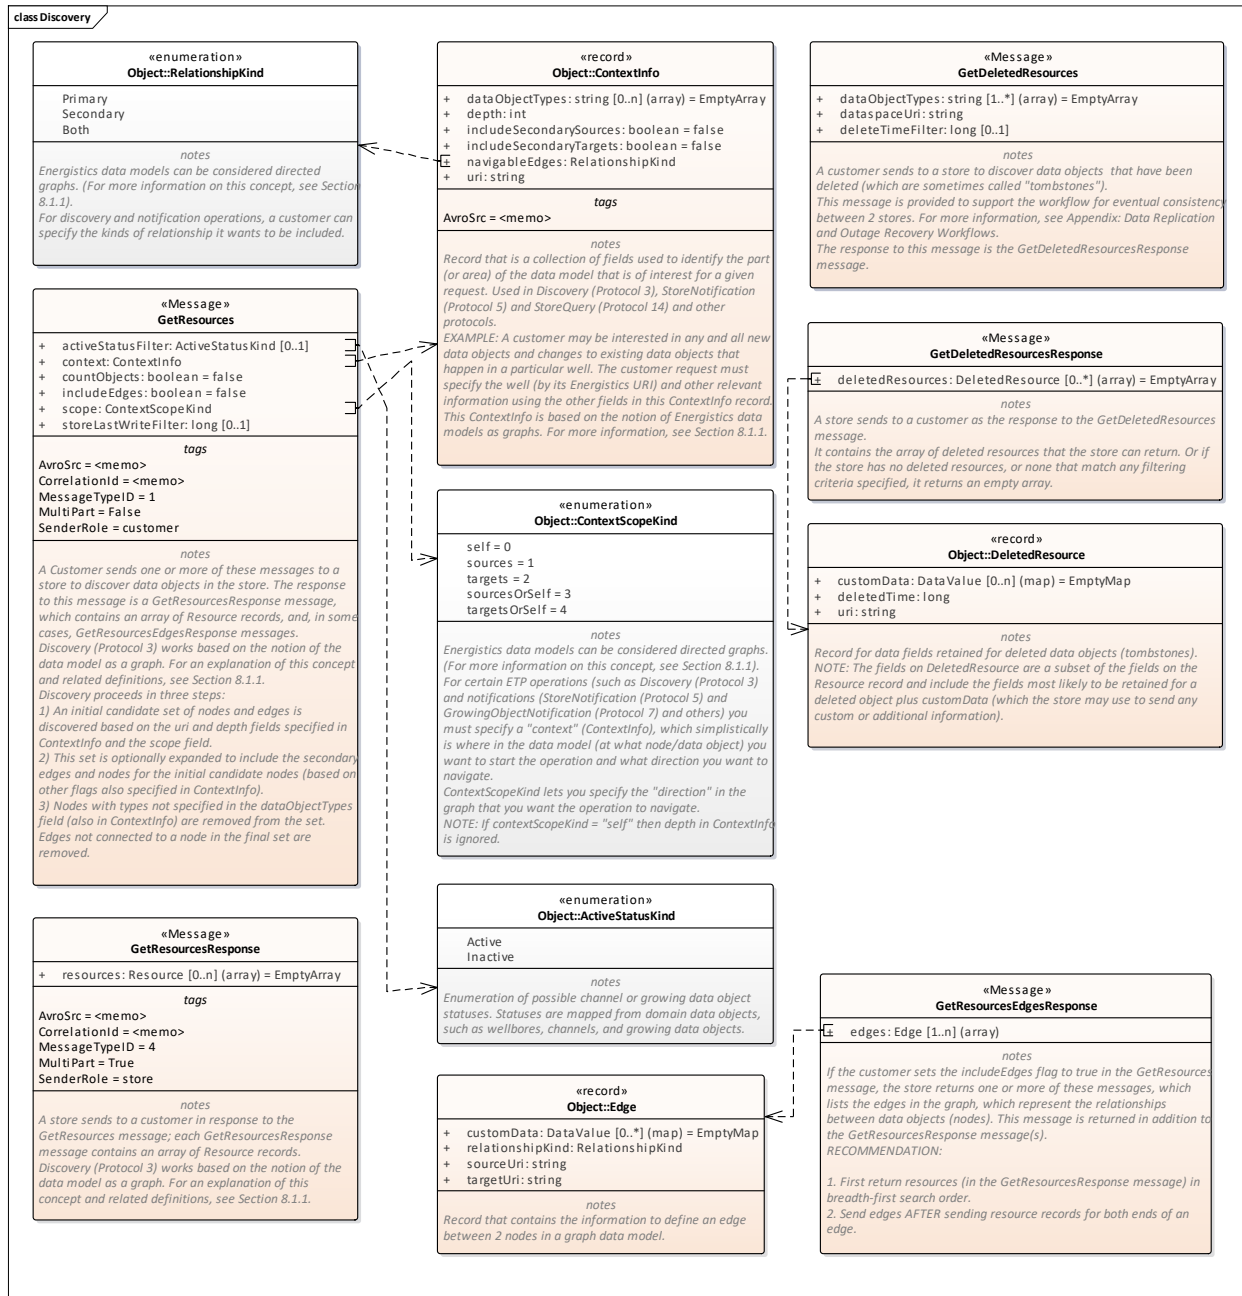 class Discovery
«enumeration»
Object::RelationshipKind
Primary
Secondary
Both
notes
Energistics data models can be considered directed
graphs. (For more information on this concept, see Section
8.1.1).
For discovery and notification operations, a customer can
specify the kinds of relationship it wants to be included.
«Message»
GetResources
+ activeStatusFilter: ActiveStatusKind [0..1]
+ context: ContextInfo
+ countObjects: boolean = false
+ includeEdges: boolean = false
+ scope: ContextScopeKind
+ storeLastWriteFilter: long [0..1]
tags
AvroSrc = <memo>
CorrelationId = <memo>
MessageTypeID = 1
MultiPart = False
SenderRole = customer
notes
A Customer sends one or more of these messages to a
store to discover data objects in the store. The response
to this message is a GetResourcesResponse message,
which contains an array of Resource records, and, in some
cases, GetResourcesEdgesResponse messages.
Discovery (Protocol 3) works based on the notion of the
data model as a graph. For an explanation of this concept
and related definitions, see Section 8.1.1.
Discovery proceeds in three steps:
1) An initial candidate set of nodes and edges is
discovered based on the uri and depth fields specified in
ContextInfo and the scope field.
2) This set is optionally expanded to include the secondary
edges and nodes for the initial candidate nodes (based on
other flags also specified in ContextInfo).
3) Nodes with types not specified in the dataObjectTypes
field (also in ContextInfo) are removed from the set.
Edges not connected to a node in the final set are
removed.
«Message»
GetResourcesResponse
+ resources: Resource [0..n] (array) = EmptyArray
tags
AvroSrc = <memo>
CorrelationId = <memo>
MessageTypeID = 4
MultiPart = True
SenderRole = store
notes
A store sends to a customer in response to the
GetResources message; each GetResourcesResponse
message contains an array of Resource records.
Discovery (Protocol 3) works based on the notion of the
data model as a graph. For an explanation of this
concept and related definitions, see Section 8.1.1.
«record»
Object::ContextInfo
+ dataObjectTypes: string [0..n] (array) = EmptyArray
+ depth: int
+ includeSecondarySources: boolean = false
+ includeSecondaryTargets: boolean = false
+ navigableEdges: RelationshipKind
+ uri: string
tags
AvroSrc = <memo>
notes
Record that is a collection of fields used to identify the part
(or area) of the data model that is of interest for a given
request. Used in Discovery (Protocol 3), StoreNotification
(Protocol 5) and StoreQuery (Protocol 14) and other
protocols.
EXAMPLE: A customer may be interested in any and all new
data objects and changes to existing data objects that
happen in a particular well. The customer request must
specify the well (by its Energistics URI) and other relevant
information using the other fields in this ContextInfo record.
This ContextInfo is based on the notion of Energistics data
models as graphs. For more information, see Section 8.1.1.
«enumeration»
Object::ContextScopeKind
self = 0
sources = 1
targets = 2
sourcesOrSelf = 3
targetsOrSelf = 4
notes
Energistics data models can be considered directed graphs.
(For more information on this concept, see Section 8.1.1).
For certain ETP operations (such as Discovery (Protocol 3)
and notifications (StoreNotification (Protocol 5) and
GrowingObjectNotification (Protocol 7) and others) you
must specify a "context" (ContextInfo), which simplistically
is where in the data model (at what node/data object) you
want to start the operation and what direction you want to
navigate.
ContextScopeKind lets you specify the "direction" in the
graph that you want the operation to navigate.
NOTE: If contextScopeKind = "self" then depth in ContextInfo
is ignored.
«enumeration»
Object::ActiveStatusKind
Active
Inactive
notes
Enumeration of possible channel or growing data object
statuses. Statuses are mapped from domain data objects,
such as wellbores, channels, and growing data objects.
«record»
Object::Edge
+ customData: DataValue [0..*] (map) = EmptyMap
+ relationshipKind: RelationshipKind
+ sourceUri: string
+ targetUri: string
notes
Record that contains the information to define an edge
between 2 nodes in a graph data model.
«Message»
GetDeletedResources
+ dataObjectTypes: string [1..*] (array) = EmptyArray
+ dataspaceUri: string
+ deleteTimeFilter: long [0..1]
notes
A customer sends to a store to discover data objects that have been
deleted (which are sometimes called "tombstones").
This message is provided to support the workflow for eventual consistency
between 2 stores. For more information, see Appendix: Data Replication
and Outage Recovery Workflows.
The response to this message is the GetDeletedResourcesResponse
message.
«Message»
GetDeletedResourcesResponse
+ deletedResources: DeletedResource [0..*] (array) = EmptyArray
notes
A store sends to a customer as the response to the GetDeletedResources
message.
It contains the array of deleted resources that the store can return. Or if
the store has no deleted resources, or none that match any filtering
criteria specified, it returns an empty array.
«record»
Object::DeletedResource
+ customData: DataValue [0..n] (map) = EmptyMap
+ deletedTime: long
+ uri: string
notes
Record for data fields retained for deleted data objects (tombstones).
NOTE: The fields on DeletedResource are a subset of the fields on the
Resource record and include the fields most likely to be retained for a
deleted object plus customData (which the store may use to send any
custom or additional information).
«Message»
GetResourcesEdgesResponse
+ edges: Edge [1..n] (array)
notes
If the customer sets the includeEdges flag to true in the GetResources
message, the store returns one or more of these messages, which
lists the edges in the graph, which represent the relationships
between data objects (nodes). This message is returned in addition to
the GetResourcesResponse message(s).
RECOMMENDATION:
1. First return resources (in the GetResourcesResponse message) in
breadth-first search order.
2. Send edges AFTER sending resource records for both ends of an
edge.